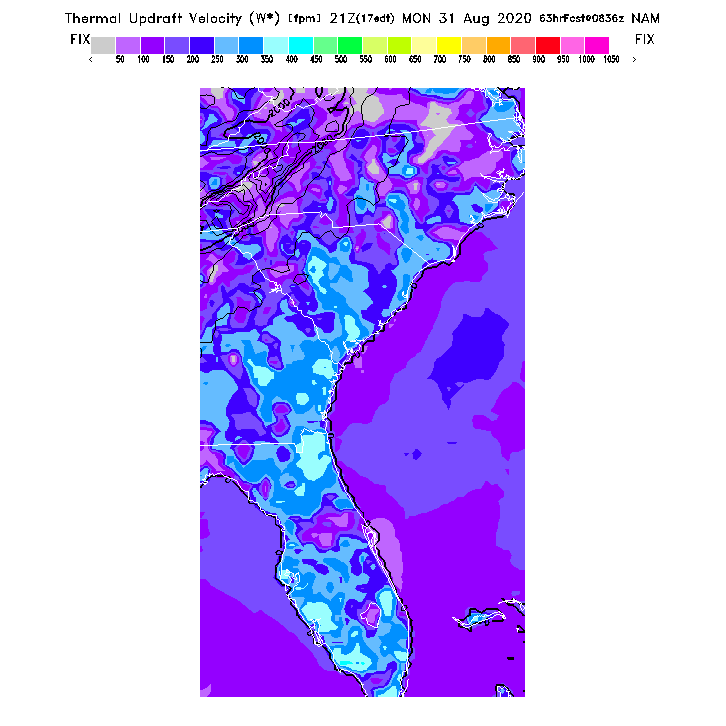 Thermal Updraft Velocity (W*) [fpm] 21Z(17edt) MON 31 Aug 2020 63hrFcst@0836z NAM
FIX FIX
< 50 100 150 200 250 300 350 400 450 500 550 600 650 700 750 800 850 900 950 1000 1050 >